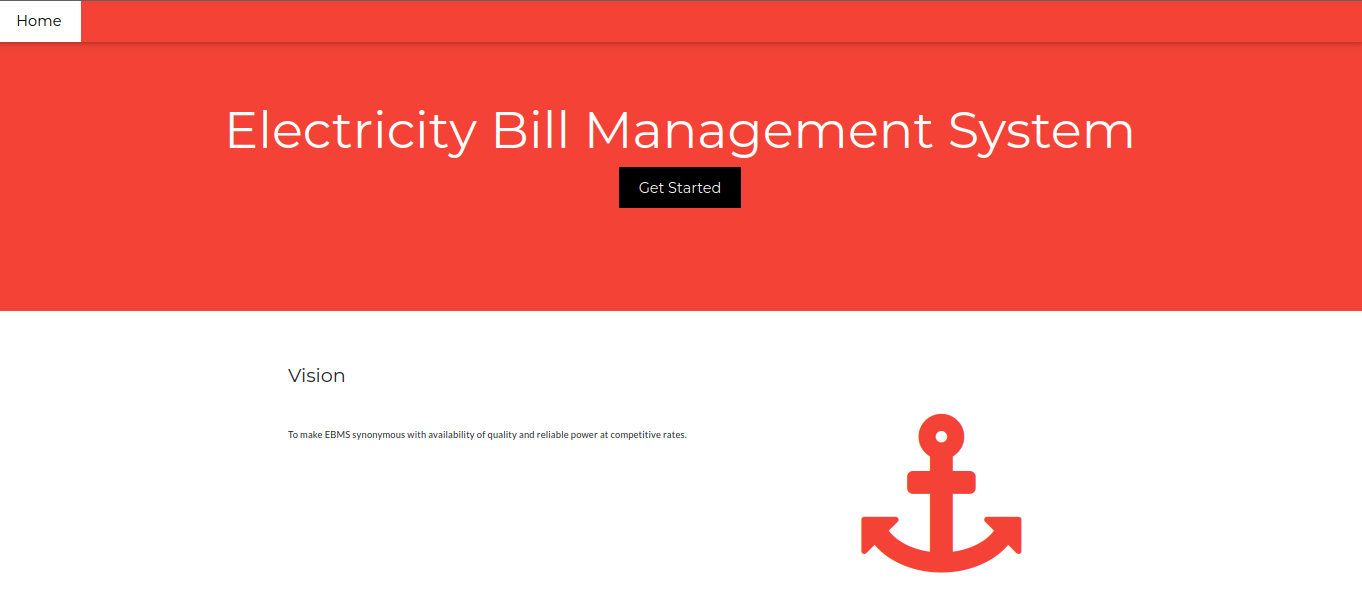 Home
Electricity Bill Management System
Get Started
Vision
To make EBMS synonymous with availability of quality and reliable power at competitive rates.